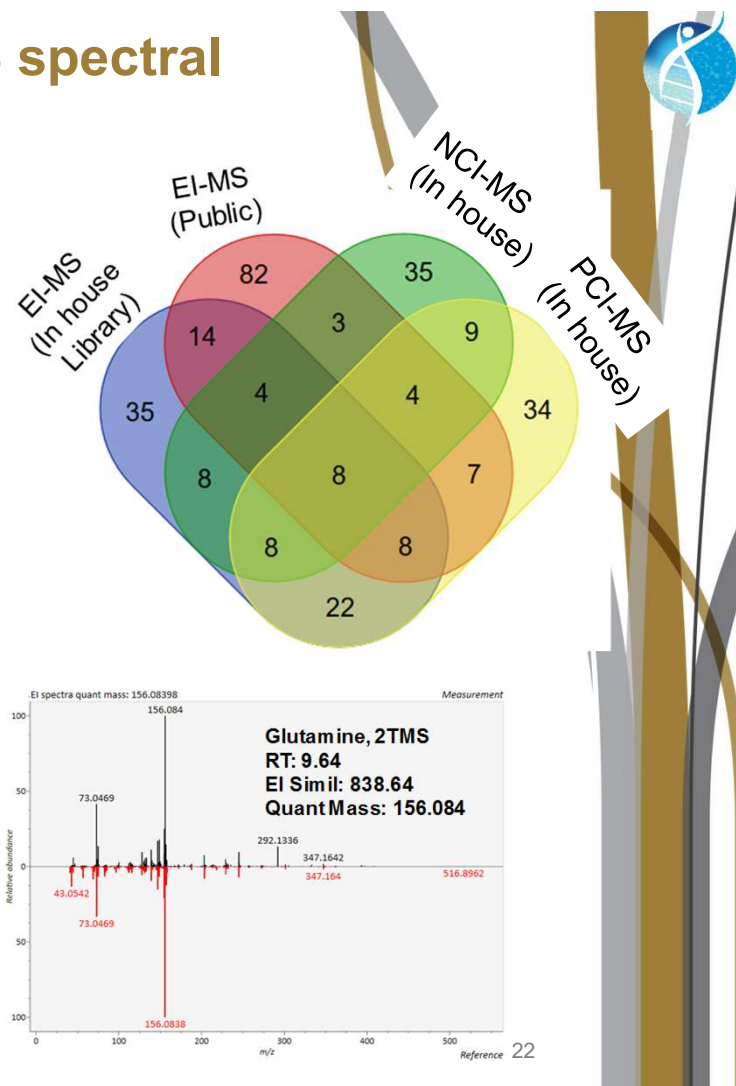 spectral
EI-MS
(Public)
NCI-MS
(In house)
EI-MS
(In house
Library)
PCI-MS
(In house)
82
35
14
3
9
35
4
4
34
8
8
7
8
8
22
EI spectra quant mass: 156.08398
Measurement
100
156.084
Glutamine, 2TMS
RT: 9.64
EI Simil: 838.64
Quant Mass: 156.084
73.0469
50
292.1336
347.1642
0
43.0542
347.164
516.8962
73.0469
50
Relative abundance
100
156.0838
0
100
200
300
400
500
m/z
Reference
22